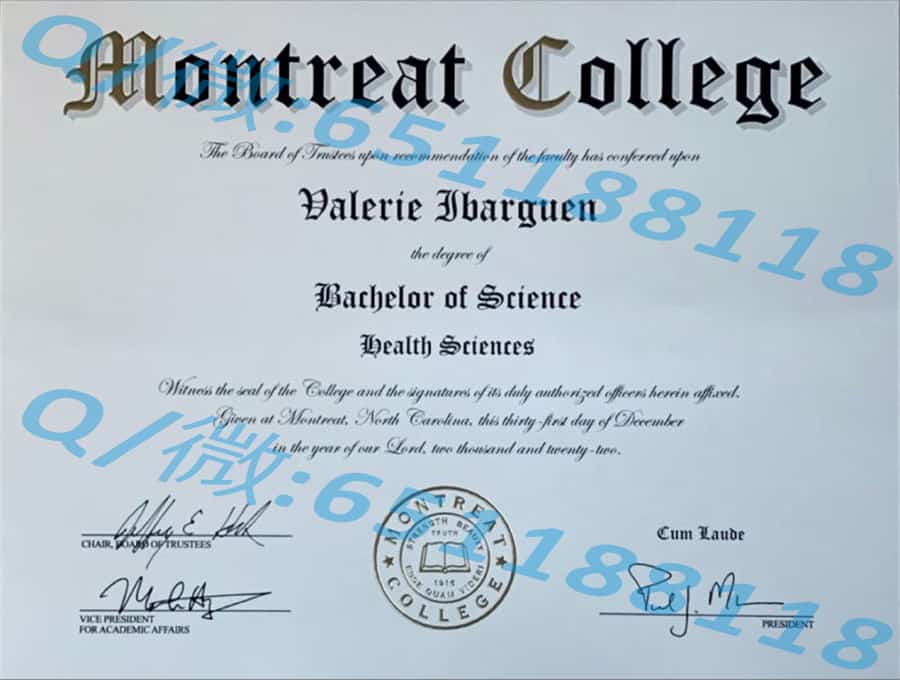 Montreat College
The Board of Trustees upon recommendation of the faculty has conferred upon
Valerie Ibarguen
the degree of
Bachelor of Science
Health Sciences
Witness the seal of the College and the signatures of its duly authorized officers herein affixed.
Given at Montreat, North Carolina, this thirty-first day of December
in the year of our Lord, two thousand and twenty-two.
CHAIR, BOARD OF TRUSTEES
VICE PRESIDENT
FOR ACADEMIC AFFAIRS
MONTREAT COLLEGE
STRENGTH BEAUTY
TRUTH
ESSE QUAM VIDERI
1916
Cum Laude
PRESIDENT
Q/微:651188118
Q/微:651188118